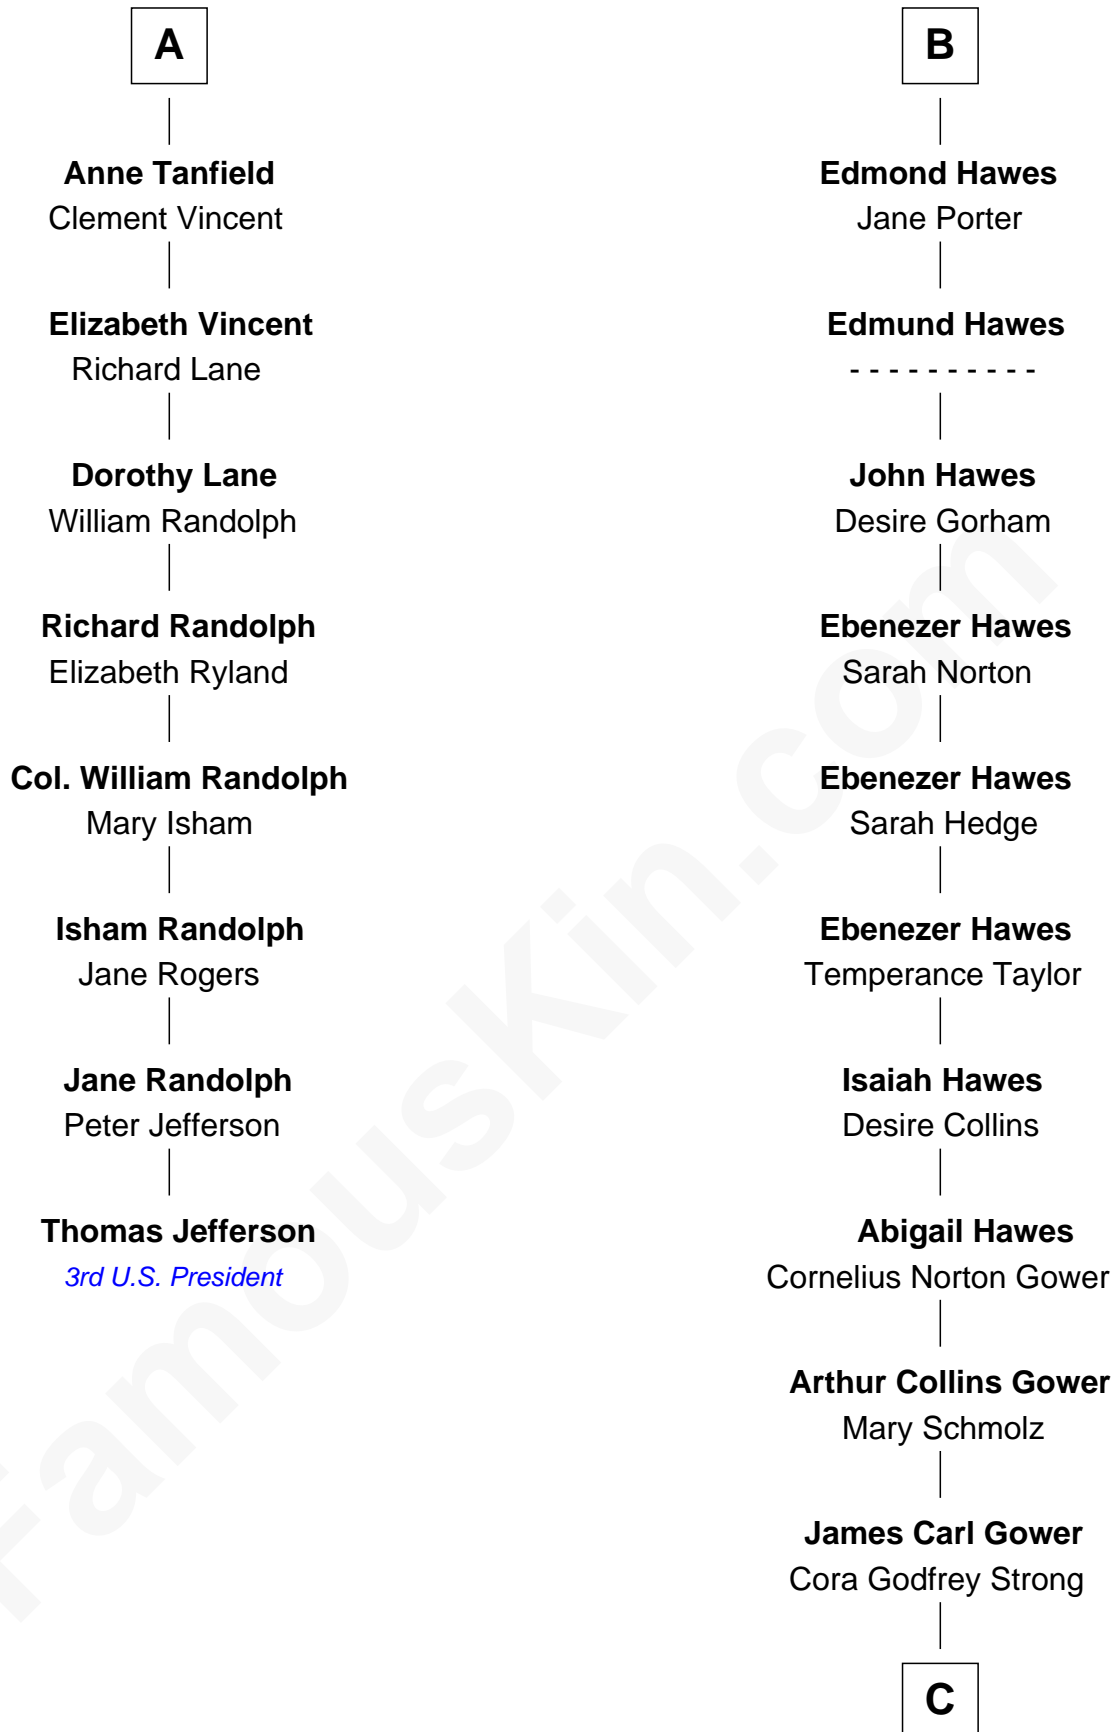 A
Anne Tanfield
Clement Vincent
Elizabeth Vincent
Richard Lane
Dorothy Lane
William Randolph
Richard Randolph
Elizabeth Ryland
Col. William Randolph
Mary Isham
Isham Randolph
Jane Rogers
Jane Randolph
Peter Jefferson
Thomas Jefferson
3rd U.S. President
B
Edmond Hawes
Jane Porter
Edmund Hawes
- - - - - - - - - -
John Hawes
Desire Gorham
Ebenezer Hawes
Sarah Norton
Ebenezer Hawes
Sarah Hedge
Ebenezer Hawes
Temperance Taylor
Isaiah Hawes
Desire Collins
Abigail Hawes
Cornelius Norton Gower
Arthur Collins Gower
Mary Schmolz
James Carl Gower
Cora Godfrey Strong
C
FamousKin.com